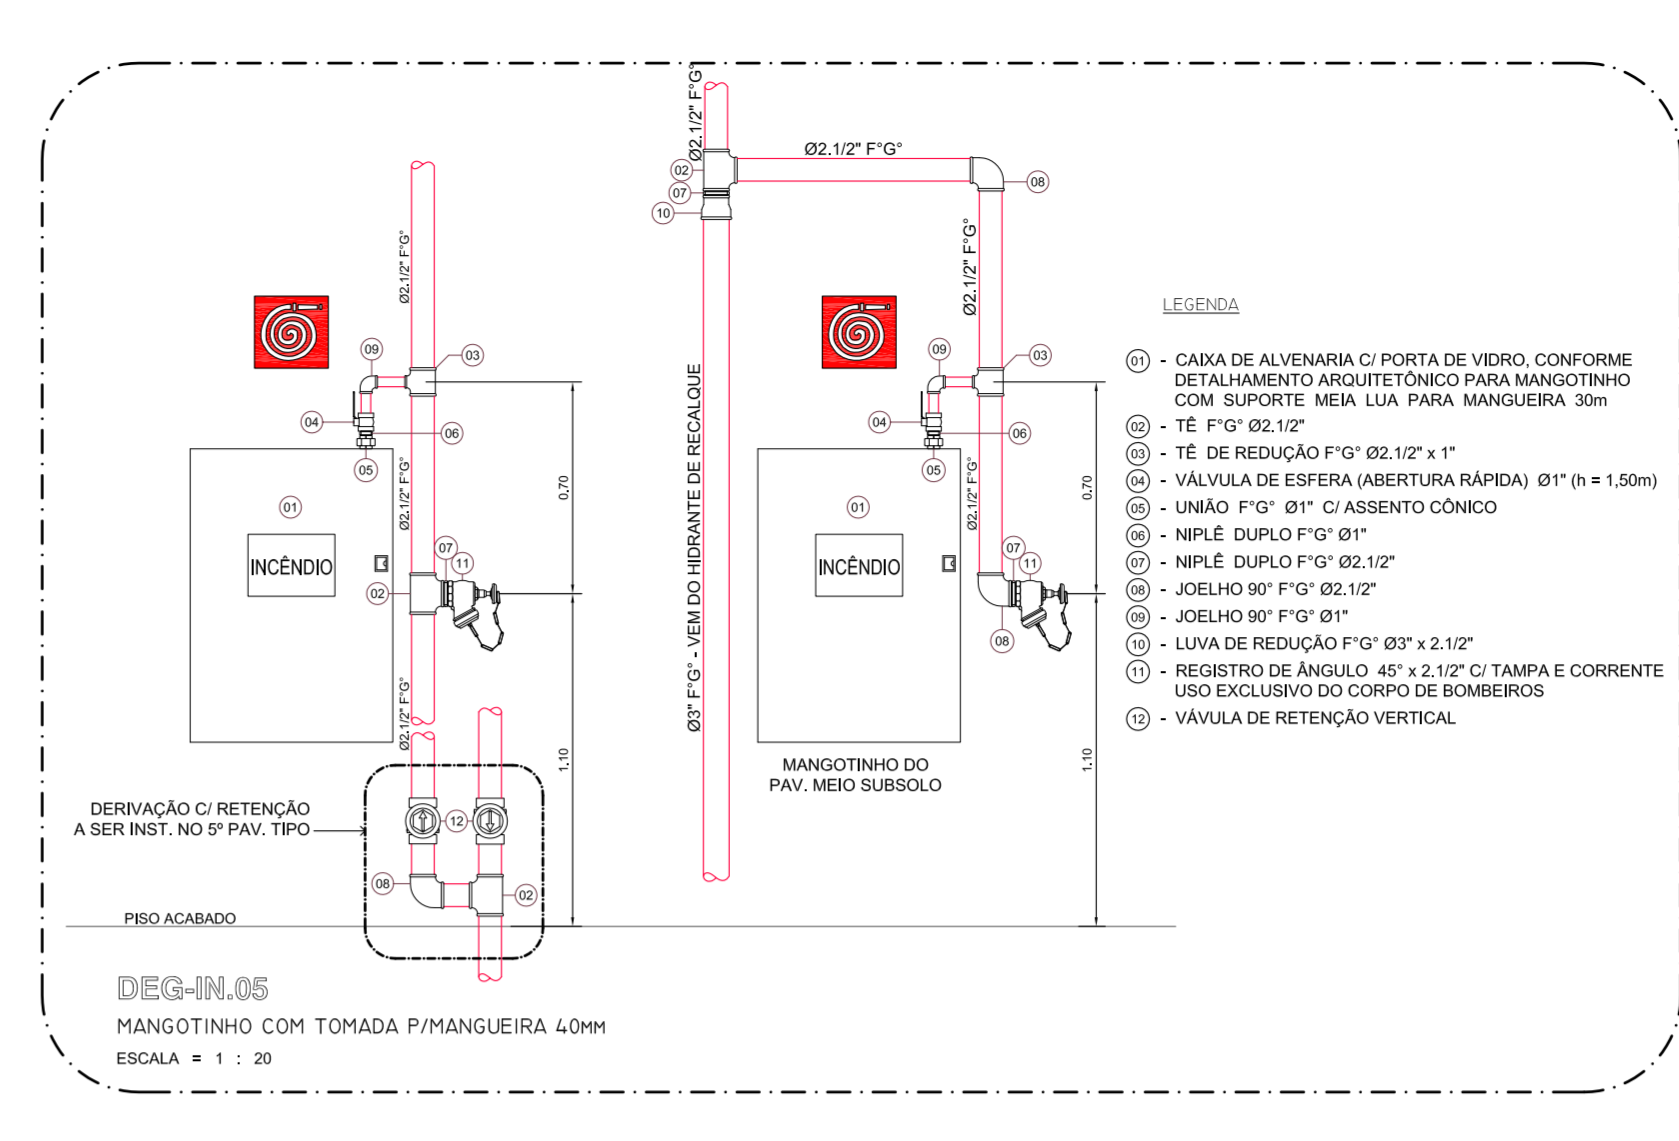 Ø2.1/2" F°G°
Ø2.1/2" F°G°
02
08
07
10
Ø2.1/2" F°G°
Ø2.1/2" F°G°
LEGENDA
09
03
09
03
01 - CAIXA DE ALVENARIA C/ PORTA DE VIDRO, CONFORME
DETALHAMENTO ARQUITETÔNICO PARA MANGOTINHO
COM SUPORTE MEIA LUA PARA MANGUEIRA 30m
02 - TÊ F°G° Ø2.1/2"
03 - TÊ DE REDUÇÃO F°G° Ø2.1/2" x 1"
04 - VÁLVULA DE ESFERA (ABERTURA RÁPIDA) Ø1" (h = 1,50m)
05 - UNIÃO F°G° Ø1" C/ ASSENTO CÔNICO
06 - NIPLÊ DUPLO F°G° Ø1"
07 - NIPLÊ DUPLO F°G° Ø2.1/2"
08 - JOELHO 90° F°G° Ø2.1/2"
09 - JOELHO 90° F°G° Ø1"
10 - LUVA DE REDUÇÃO F°G° Ø3" x 2.1/2"
11 - REGISTRO DE ÂNGULO 45° x 2.1/2" C/ TAMPA E CORRENTE
USO EXCLUSIVO DO CORPO DE BOMBEIROS
12 - VÁVULA DE RETENÇÃO VERTICAL
04
06
05
04
06
05
Ø2.1/2" F°G°
0.70
Ø3" F°G° - VEM DO HIDRANTE DE RECALQUE
Ø2.1/2" F°G°
0.70
01
01
INCÊNDIO
INCÊNDIO
07
11
02
07
11
08
Ø2.1/2" F°G°
1.10
1.10
MANGOTINHO DO
PAV. MEIO SUBSOLO
DERIVAÇÃO C/ RETENÇÃO
A SER INST. NO 5º PAV. TIPO
12
08
02
PISO ACABADO
DEG-IN.05
MANGOTINHO COM TOMADA P/MANGUEIRA 40MM
ESCALA = 1 : 20